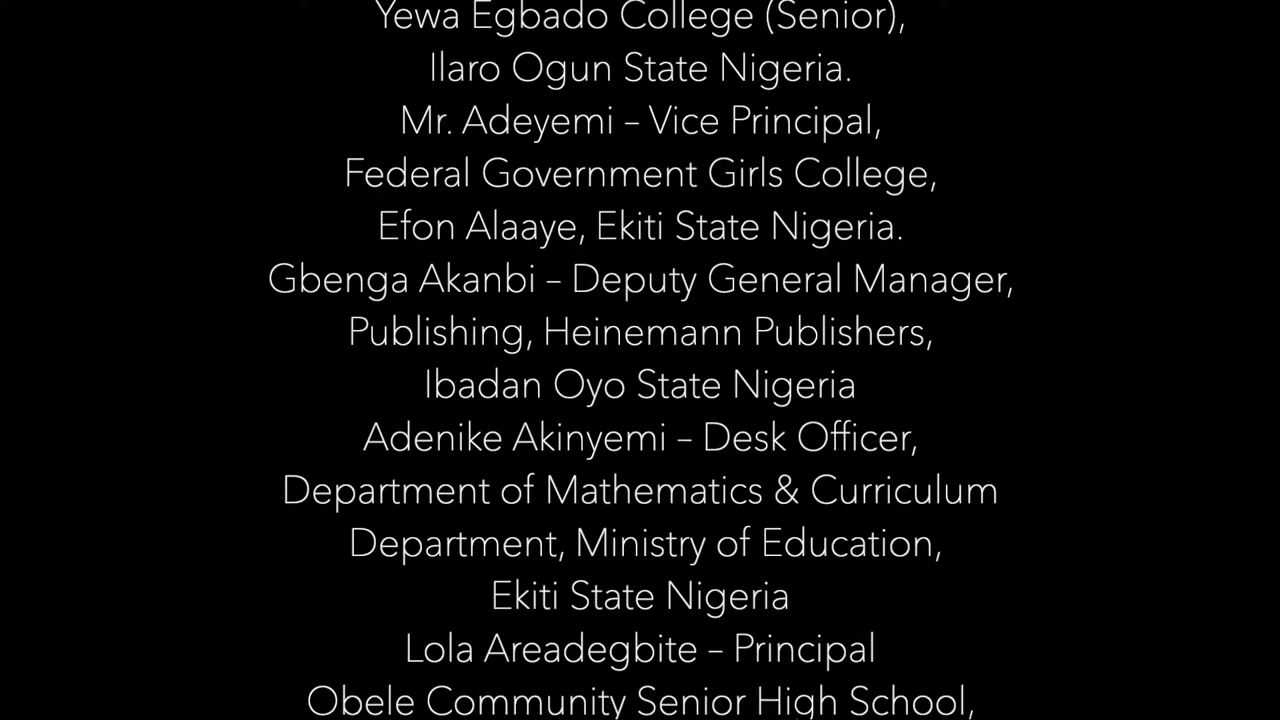 Yewa Egbado College (Senior),
Ilaro Ogun State Nigeria.
Mr. Adeyemi – Vice Principal,
Federal Government Girls College,
Efon Alaaye, Ekiti State Nigeria.
Gbenga Akanbi – Deputy General Manager,
Publishing, Heinemann Publishers,
Ibadan Oyo State Nigeria
Adenike Akinyemi – Desk Officer,
Department of Mathematics & Curriculum
Department, Ministry of Education,
Ekiti State Nigeria
Lola Areadegbite – Principal
Obele Community Senior High School,